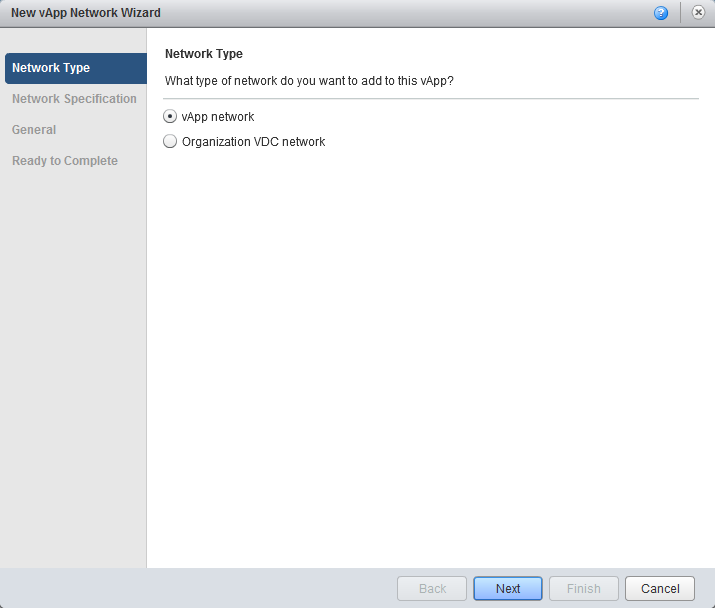 New vApp Network Wizard
?
Network Type
Network Specification
General
Ready to Complete
Network Type
What type of network do you want to add to this vApp?
vApp network
Organization VDC network
Back
Next
Finish
Cancel